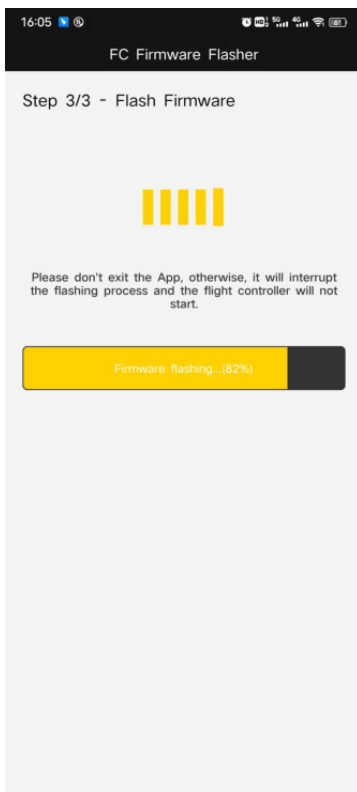 16:05
FC Firmware Flasher
Step 3/3 - Flash Firmware
Please don't exit the App, otherwise, it will interrupt
the flashing process and the flight controller will not
start.
Firmware flashing...(82%)